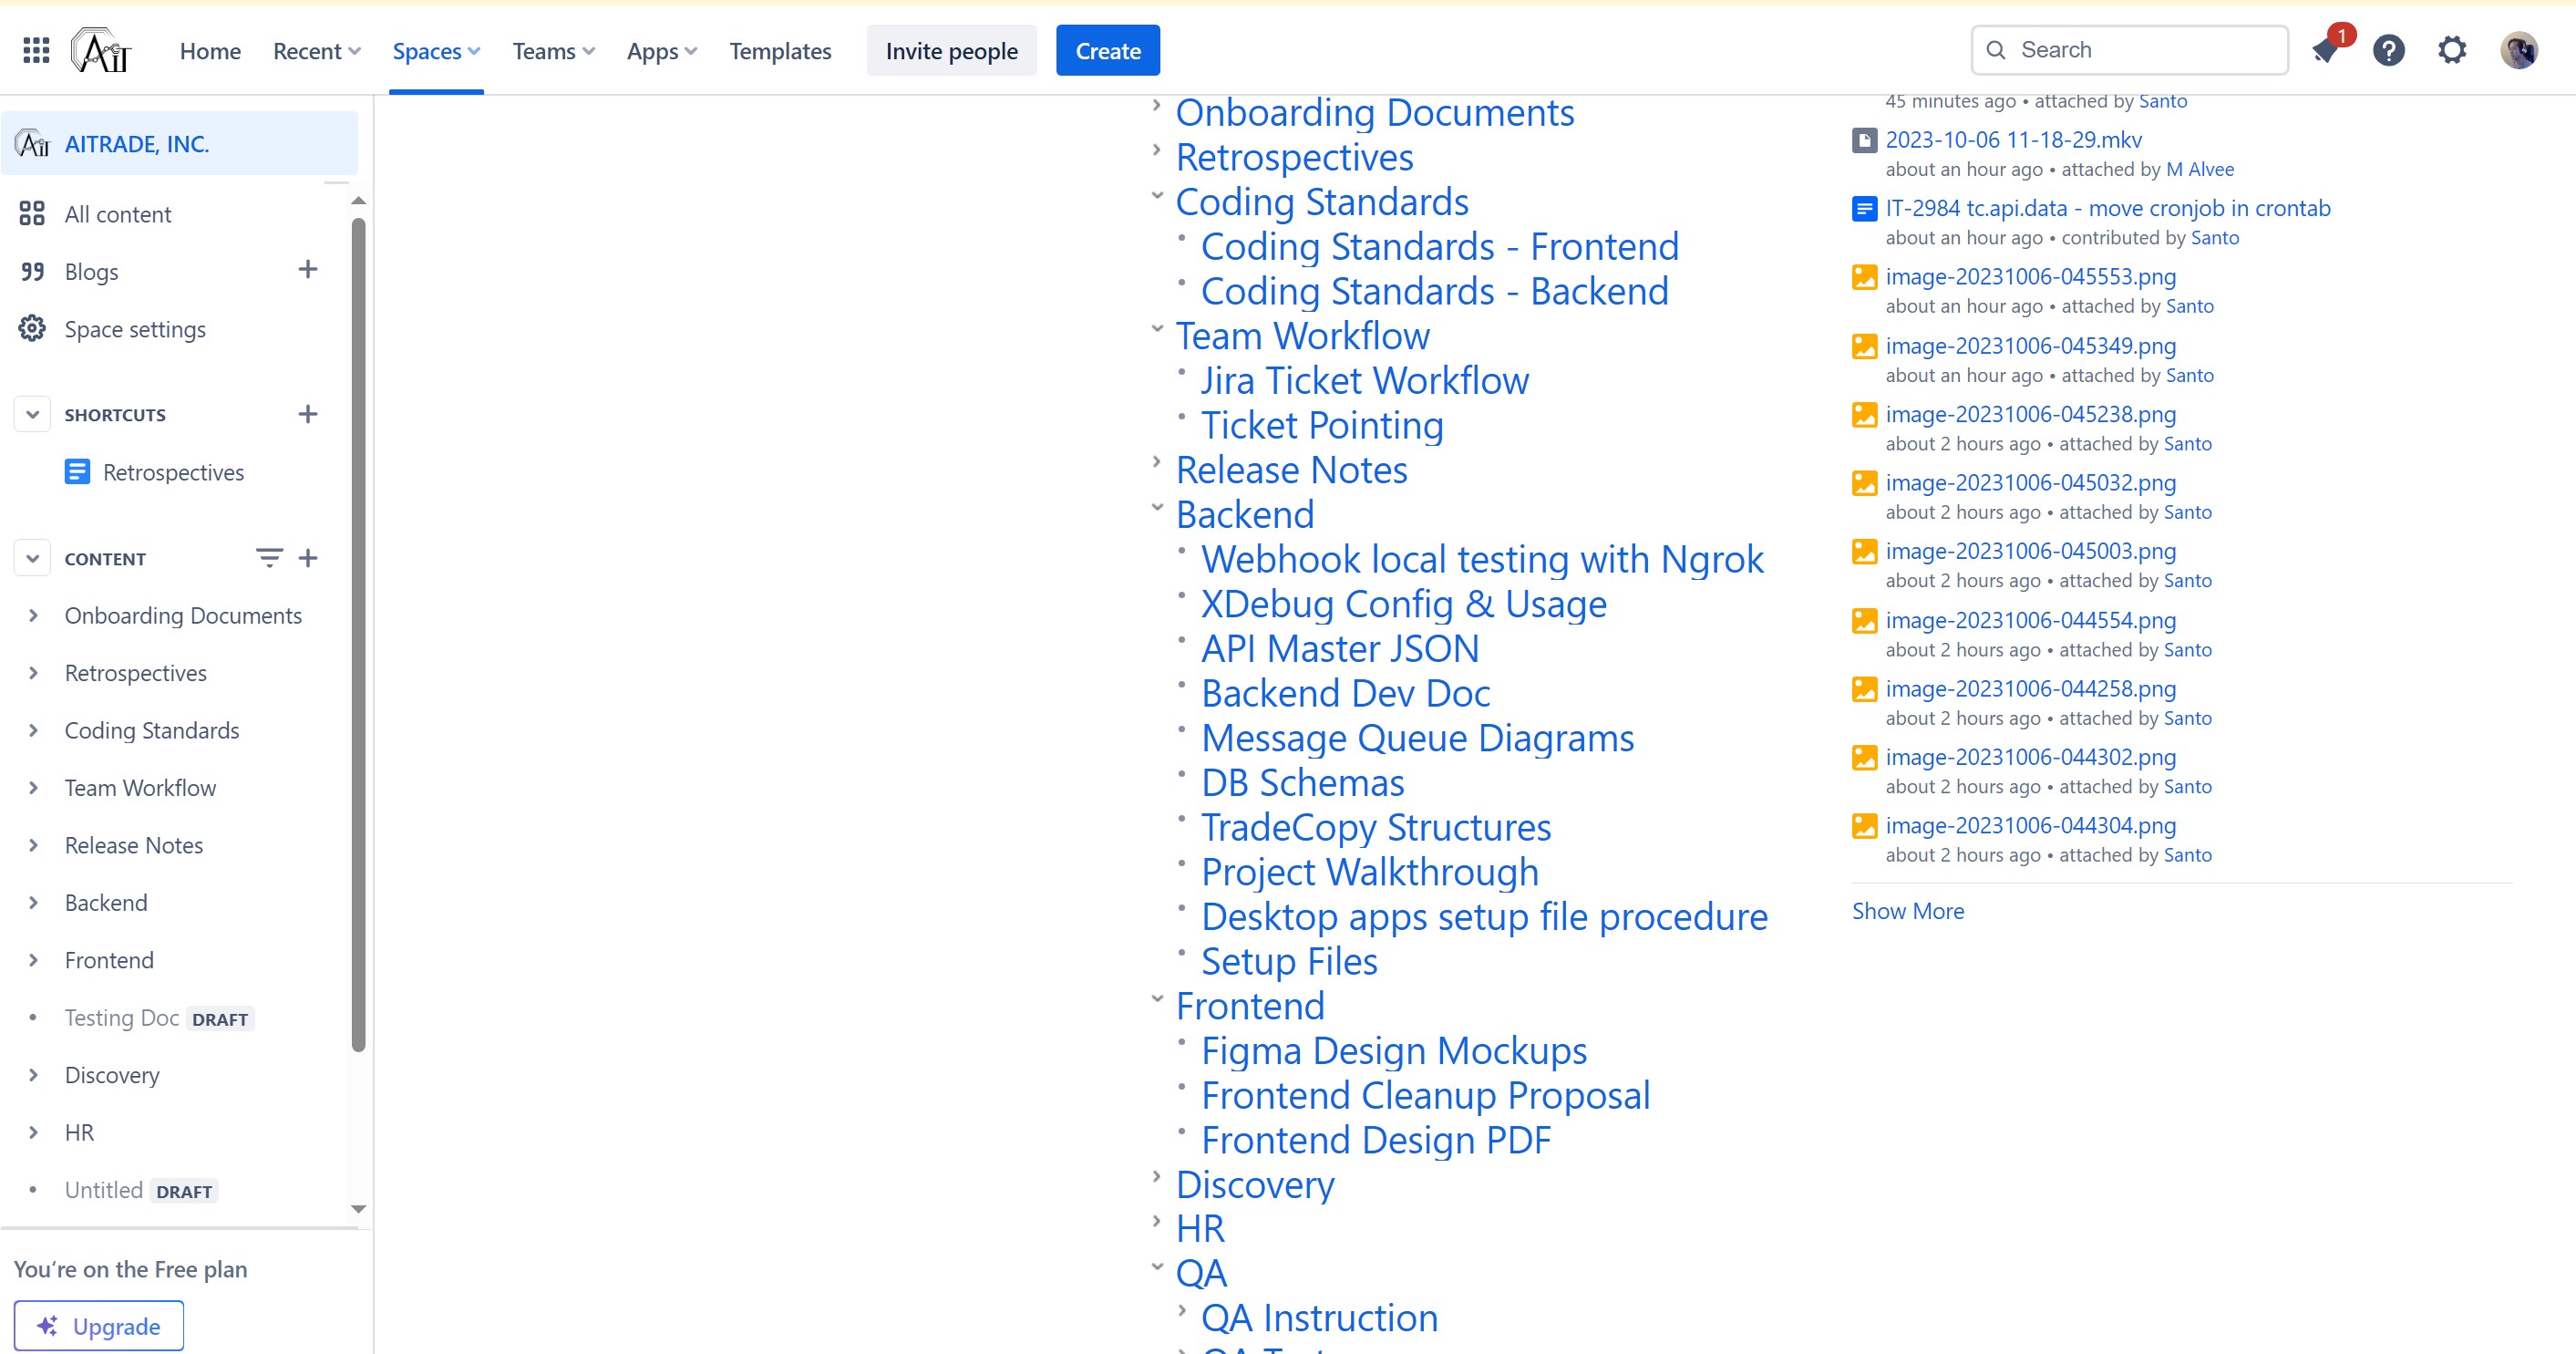 AiT Home Recent Spaces Teams Apps Templates Invite people Create Search 1
AiT AITRADE, INC.
All content
Blogs
Space settings
SHORTCUTS
Retrospectives
CONTENT
Onboarding Documents
Retrospectives
Coding Standards
Team Workflow
Release Notes
Backend
Frontend
Testing Doc DRAFT
Discovery
HR
Untitled DRAFT
You're on the Free plan
Upgrade
Onboarding Documents
Retrospectives
Coding Standards
Coding Standards - Frontend
Coding Standards - Backend
Team Workflow
Jira Ticket Workflow
Ticket Pointing
Release Notes
Backend
Webhook local testing with Ngrok
XDebug Config & Usage
API Master JSON
Backend Dev Doc
Message Queue Diagrams
DB Schemas
TradeCopy Structures
Project Walkthrough
Desktop apps setup file procedure
Setup Files
Frontend
Figma Design Mockups
Frontend Cleanup Proposal
Frontend Design PDF
Discovery
HR
QA
QA Instruction
45 minutes ago • attached by Santo
2023-10-06 11-18-29.mkv
about an hour ago • attached by M Alvee
IT-2984 tc.api.data - move cronjob in crontab
about an hour ago • contributed by Santo
image-20231006-045553.png
about an hour ago • attached by Santo
image-20231006-045349.png
about an hour ago • attached by Santo
image-20231006-045238.png
about 2 hours ago • attached by Santo
image-20231006-045032.png
about 2 hours ago • attached by Santo
image-20231006-045003.png
about 2 hours ago • attached by Santo
image-20231006-044554.png
about 2 hours ago • attached by Santo
image-20231006-044258.png
about 2 hours ago • attached by Santo
image-20231006-044302.png
about 2 hours ago • attached by Santo
image-20231006-044304.png
about 2 hours ago • attached by Santo
Show More